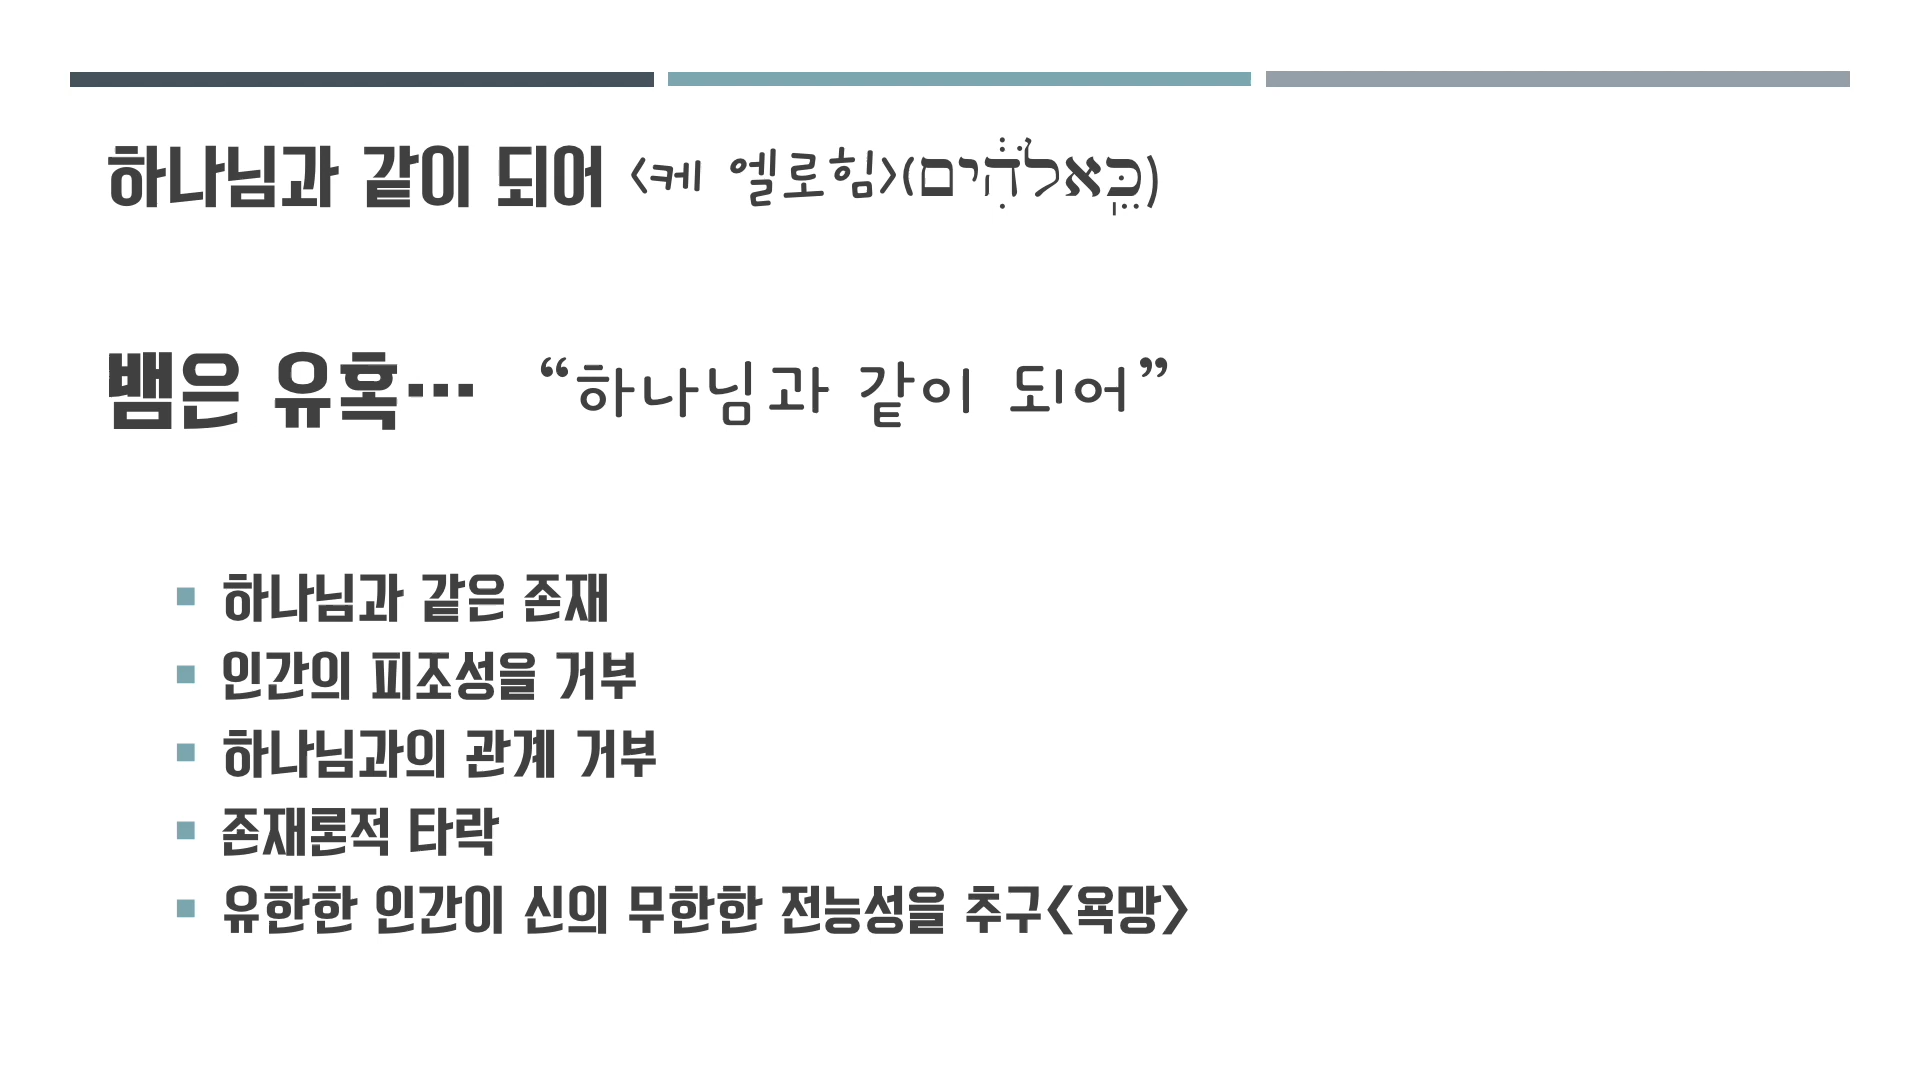 하나님과 같이 되어 <케 엘로힘>(כֵּֽאלֹהִ֔ים)
뱀은 유혹… “하나님과 같이 되어”
하나님과 같은 존재
인간의 피조성을 거부
하나님과의 관계 거부
존재론적 타락
유한한 인간이 신의 무한한 전능성을 추구<욕망>